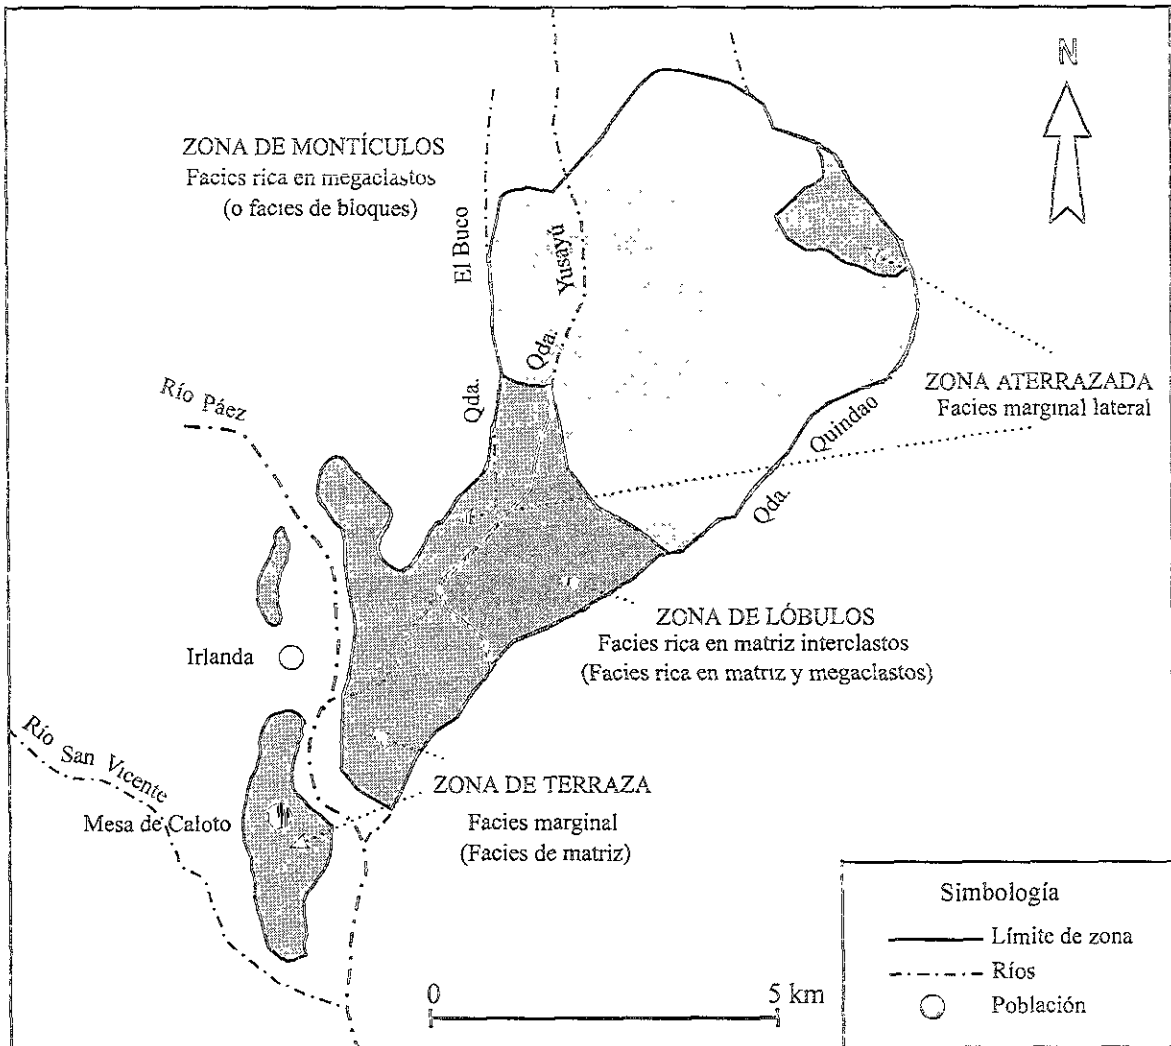 N
ZONA DE MONTÍCULOS
Facies rica en megaclastos
(o facies de bloques)
El Buco
Qda.
Yusayú
Qda.
Río Páez
ZONA ATERRAZADA
Facies marginal lateral
Quindao
Qda.
ZONA DE LÓBULOS
Facies rica en matriz interclastos
(Facies rica en matriz y megaclastos)
Irlanda
Río San Vicente
Mesa de Caloto
ZONA DE TERRAZA
Facies marginal
(Facies de matriz)
0
5 km
Simbología
Límite de zona
Ríos
Población